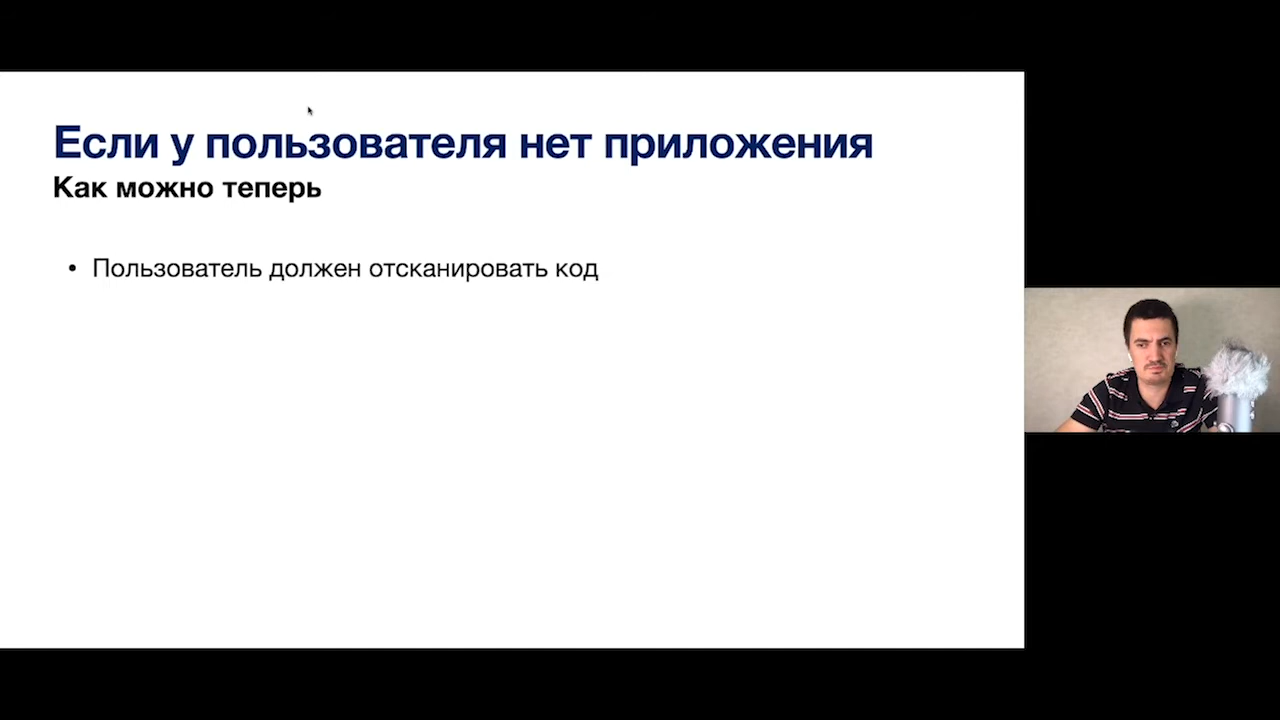 Если у пользователя нет приложения
Как можно теперь
• Пользователь должен отсканировать код